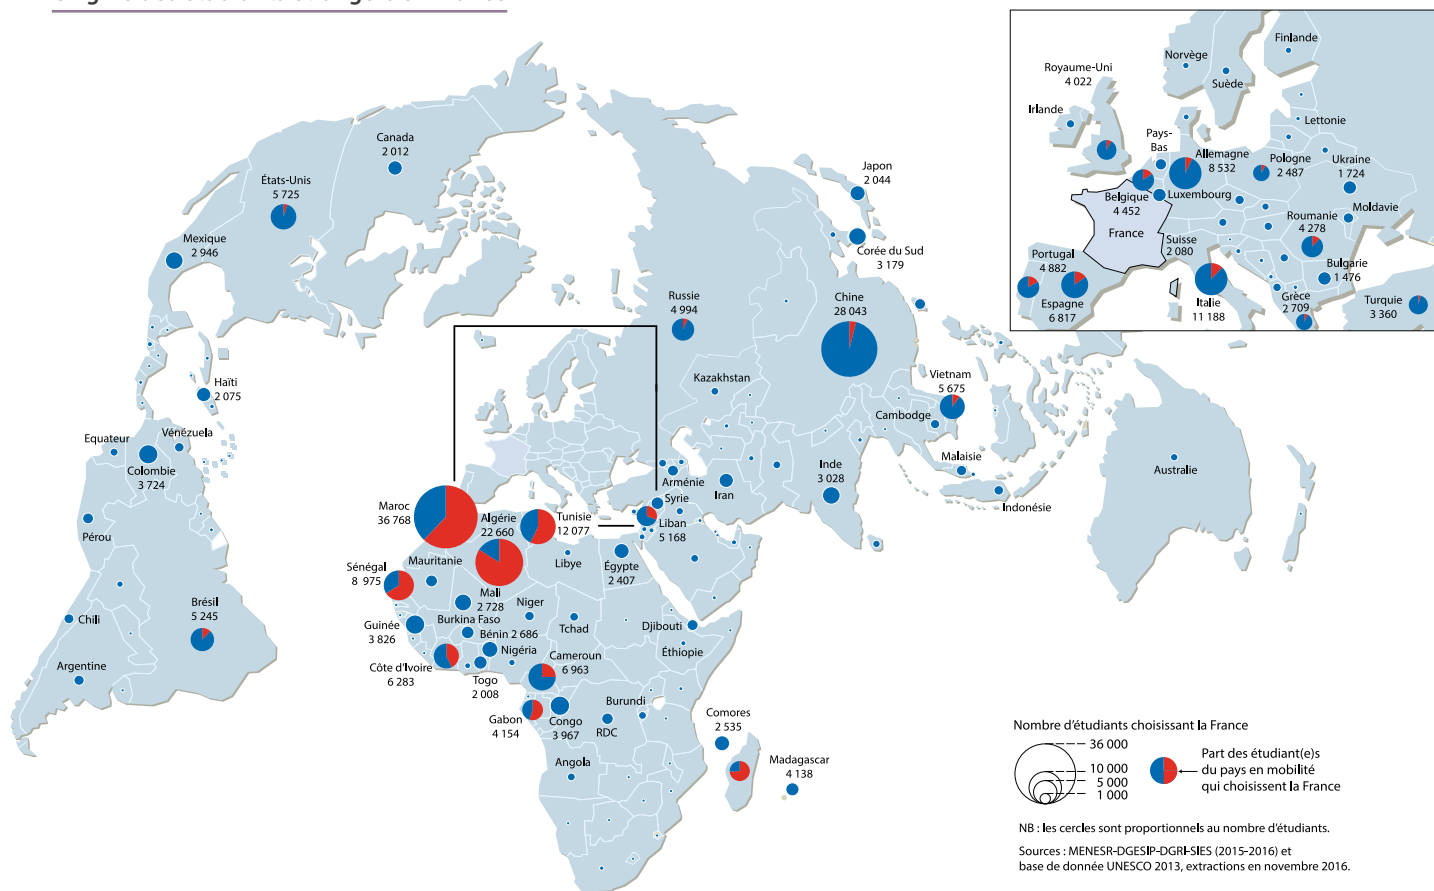 Canada
2 012
États-Unis
5 725
Mexique
2 946
Haïti
2 075
Equateur
Vénézuela
Colombie
3 724
Pérou
Brésil
5 245
Chili
Argentine
Japon
2 044
Corée du Sud
3 179
Russie
4 994
Chine
28 043
Kazakhstan
Vietnam
5 675
Cambodge
Malaisie
Indonésie
Australie
Inde
3 028
Arménie
Iran
Syrie
Liban
5 168
Maroc
36 768
Algérie
22 660
Tunisie
12 077
Libye
Égypte
2 407
Mauritanie
Sénégal
8 975
Mali
2 728
Niger
Tchad
Djibouti
Éthiopie
Guinée
3 826
Burkina Faso
Bénin 2 686
Nigéria
Côte d'Ivoire
6 283
Togo
2 008
Cameroun
6 963
Gabon
4 154
Congo
3 967
RDC
Burundi
Angola
Comores
2 535
Madagascar
4 138
Finlande
Norvège
Suède
Royaume-Uni
4 022
Irlande
Lettonie
Pays-
Bas
Allemagne
8 532
Pologne
2 487
Ukraine
1 724
Belgique
4 452
Luxembourg
Moldavie
France
Roumanie
4 278
Suisse
2 080
Portugal
4 882
Espagne
6 817
Italie
11 188
Bulgarie
1 476
Grèce
2 709
Turquie
3 360
Nombre d'étudiants choisissant la France
36 000
10 000
5 000
1 000
Part des étudiant(e)s
du pays en mobilité
qui choisissent la France
NB : les cercles sont proportionnels au nombre d'étudiants.
Sources : MENESR-DGESIP-DGRI-SIES (2015-2016) et
base de donnée UNESCO 2013, extractions en novembre 2016.